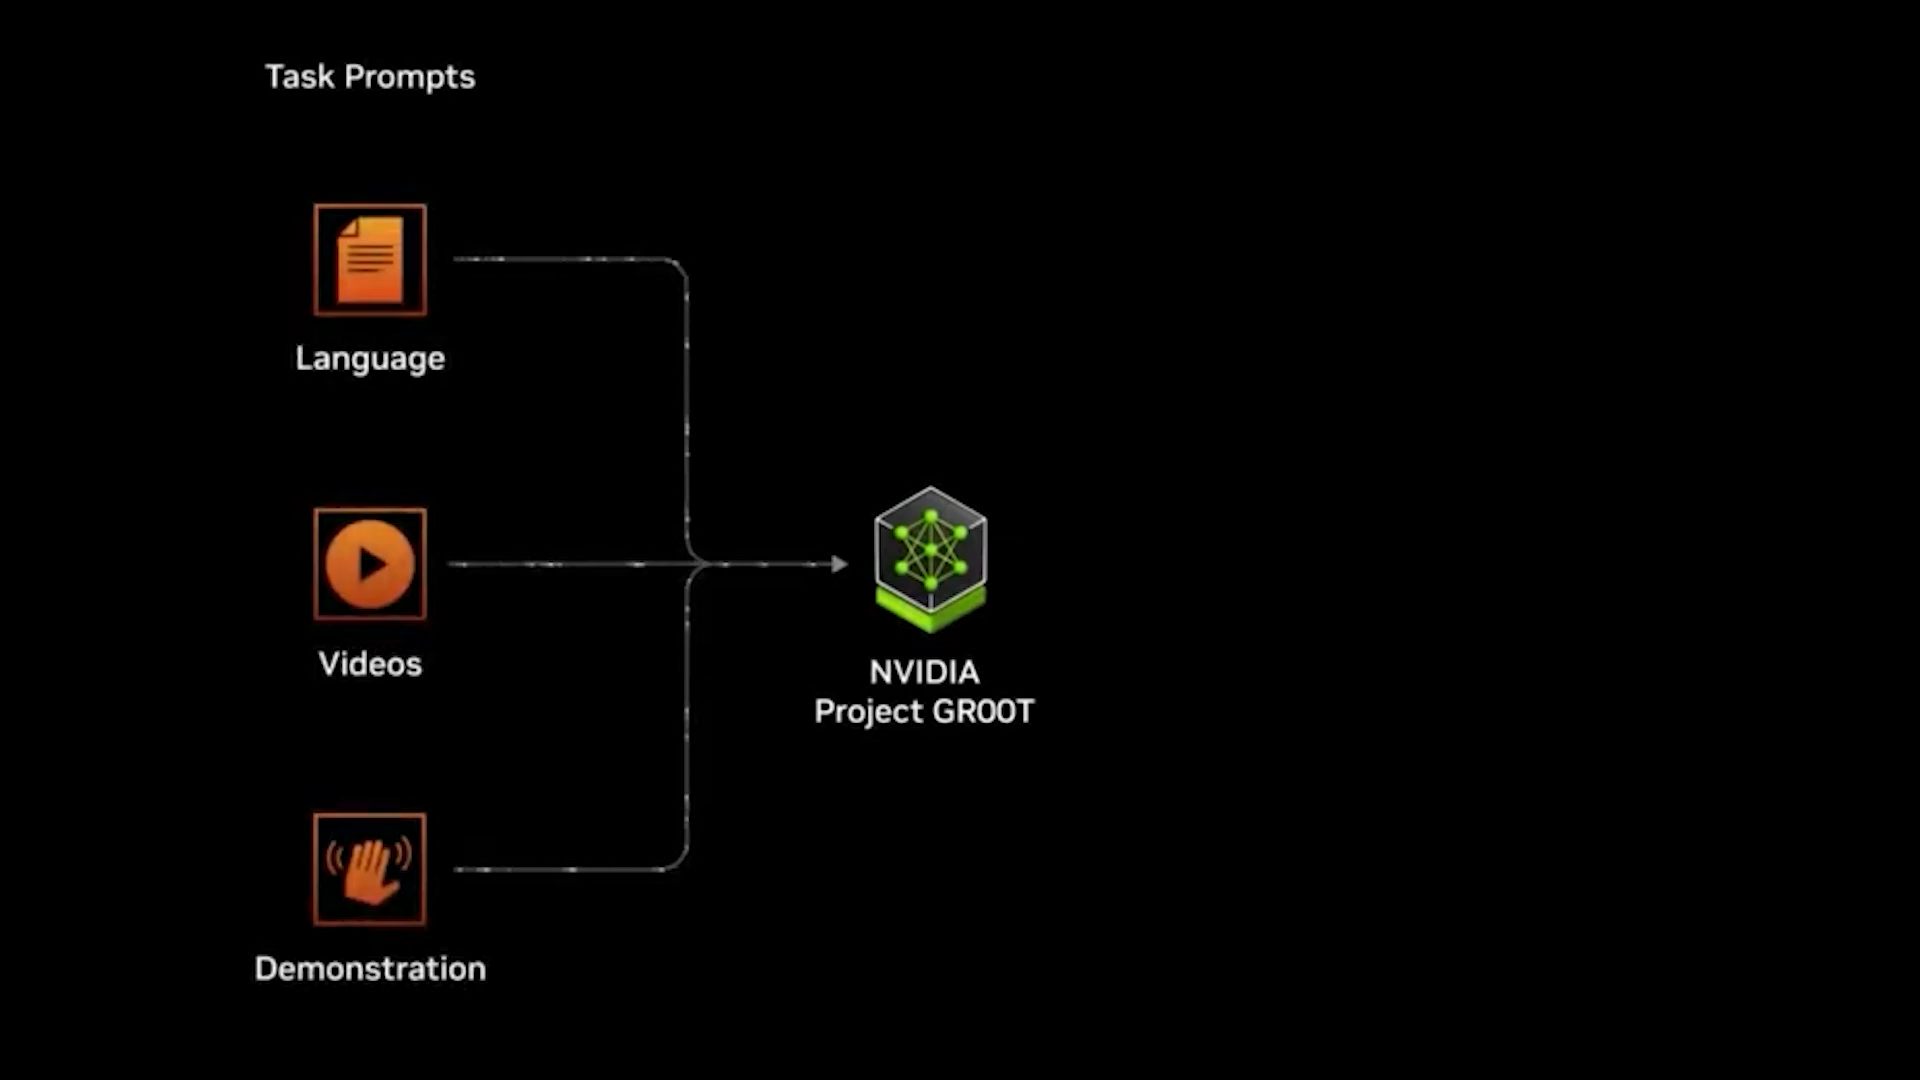 Task Prompts
Language
Videos
NVIDIA
Project GR00T
Demonstration